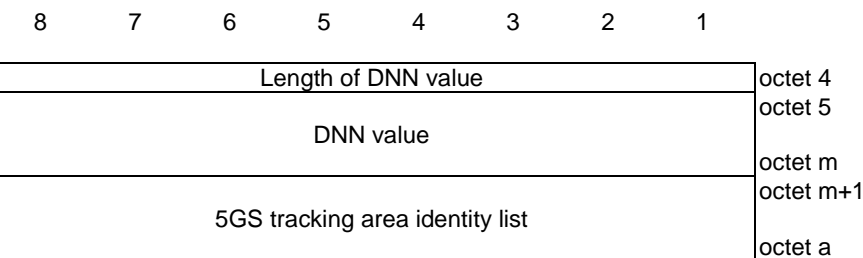 8 7 6 5 4 3 2 1
Length of DNN value octet 4
octet 5
DNN value
octet m
octet m+1
5GS tracking area identity list
octet a